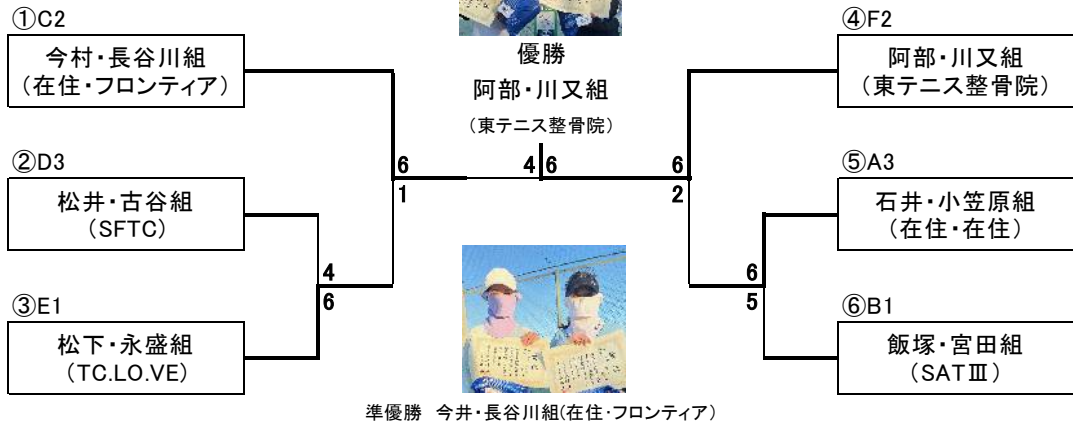 ①C2
今村・長谷川組
(在住・フロンティア)
②D3
松井・古谷組
(SFTC)
③E1
松下・永盛組
(TC.LO.VE)
6
1
4
6
優勝
阿部・川又組
(東テニス整骨院)
4 6
準優勝 今井・長谷川組(在住・フロンティア)
6
2
6
5
④F2
阿部・川又組
(東テニス整骨院)
⑤A3
石井・小笠原組
(在住・在住)
⑥B1
飯塚・宮田組
(SATⅢ)